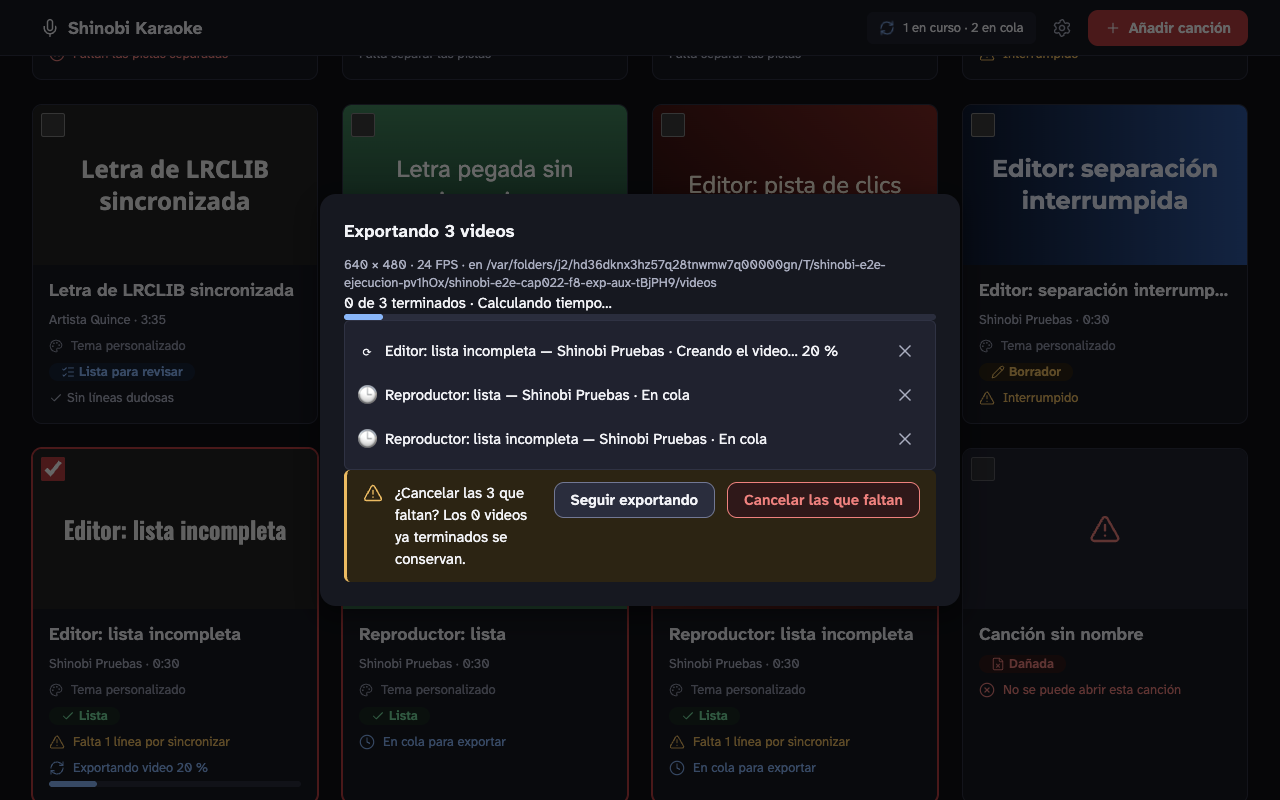 Shinobi Karaoke
1 en curso · 2 en cola
Añadir canción
Interrumpido
Letra de LRCLIB
sincronizada
Letra pegada sin
Editor: pista de clics
Editor: separación
interrumpida
Letra de LRCLIB sincronizada
Artista Quince · 3:35
Tema personalizado
Lista para revisar
Sin líneas dudosas
Editor: separación interrump...
Shinobi Pruebas · 0:30
Tema personalizado
Borrador
Interrumpido
Exportando 3 videos
640 × 480 · 24 FPS · en /var/folders/j2/hd36dknx3hz57q28tnwmw7q00000gn/T/shinobi-e2e-
ejecucion-pv1hOx/shinobi-e2e-cap022-f8-exp-aux-tBjPH9/videos
0 de 3 terminados · Calculando tiempo...
Editor: lista incompleta — Shinobi Pruebas · Creando el video... 20 %
Reproductor: lista — Shinobi Pruebas · En cola
Reproductor: lista incompleta — Shinobi Pruebas · En cola
¿Cancelar las 3 que
faltan? Los 0 videos
ya terminados se
conservan.
Seguir exportando
Cancelar las que faltan
Editor: lista incompleta
Editor: lista incompleta
Shinobi Pruebas · 0:30
Tema personalizado
Lista
Falta 1 línea por sincronizar
Exportando video 20 %
Reproductor: lista
Shinobi Pruebas · 0:30
Tema personalizado
Lista
En cola para exportar
Reproductor: lista incompleta
Shinobi Pruebas · 0:30
Tema personalizado
Lista
Falta 1 línea por sincronizar
En cola para exportar
Canción sin nombre
Dañada
No se puede abrir esta canción